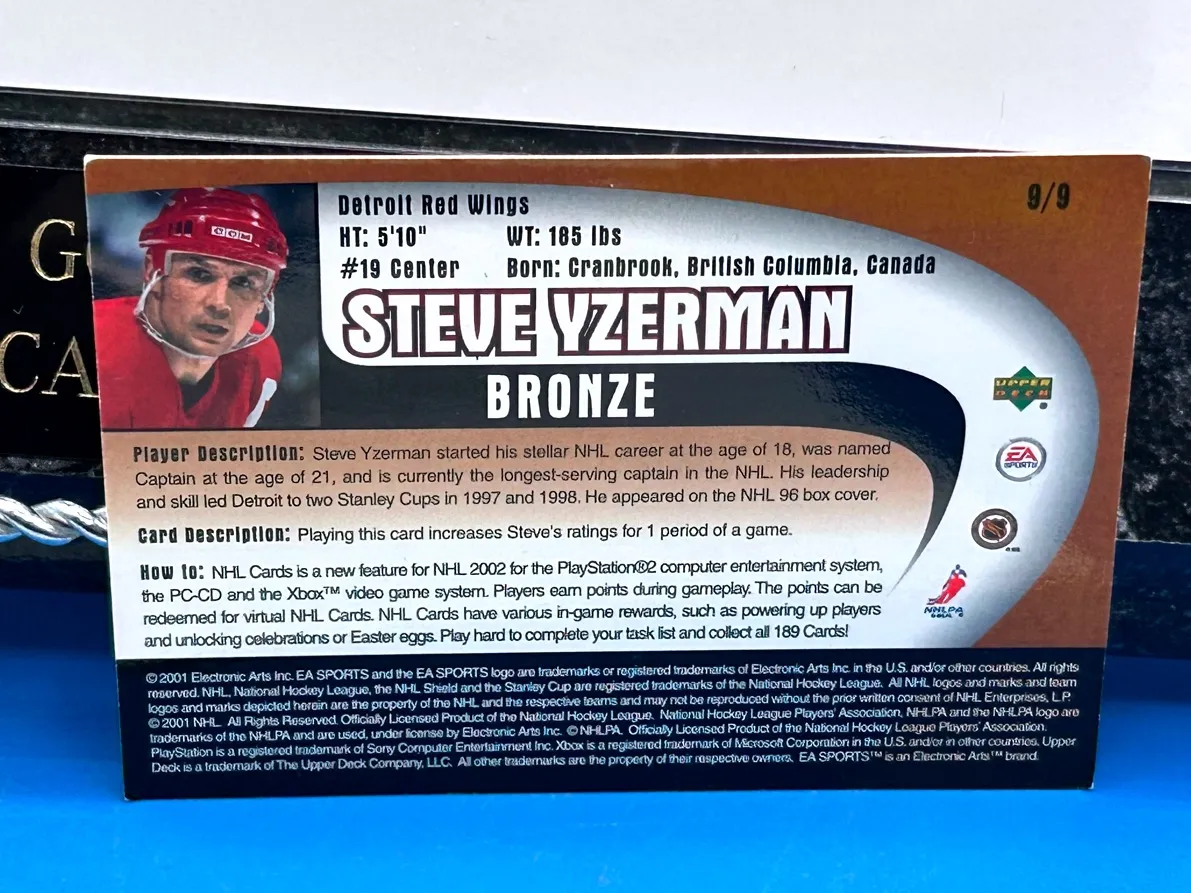 G
CA
9/9
Detroit Red Wings
HT: 5'10" WT: 185 lbs
#19 Center Born: Cranbrook, British Columbia, Canada
STEVE YZERMAN
BRONZE
CCM
UPPER
DECK
EA
SPORTS
NHLPA
Player Description: Steve Yzerman started his stellar NHL career at the age of 18, was named
Captain at the age of 21, and is currently the longest-serving captain in the NHL. His leadership
and skill led Detroit to two Stanley Cups in 1997 and 1998. He appeared on the NHL 96 box cover.
Card Description: Playing this card increases Steve's ratings for 1 period of a game.
How to: NHL Cards is a new feature for NHL 2002 for the PlayStation®2 computer entertainment system,
the PC-CD and the Xbox™ video game system. Players earn points during gameplay. The points can be
redeemed for virtual NHL Cards. NHL Cards have various in-game rewards, such as powering up players
and unlocking celebrations or Easter eggs. Play hard to complete your task list and collect all 189 Cards!
© 2001 Electronic Arts Inc. EA SPORTS and the EA SPORTS logo are trademarks or registered trademarks of Electronic Arts Inc. in the U.S. and/or other countries. All rights
reserved. NHL, National Hockey League, the NHL Shield and the Stanley Cup are registered trademarks of the National Hockey League. All NHL logos and marks and team
logos and marks depicted herein are the property of the NHL and the respective teams and may not be reproduced without the prior written consent of NHL Enterprises, L.P.
© 2001 NHL. All Rights Reserved. Officially Licensed Product of the National Hockey League. National Hockey League Players' Association, NHLPA and the NHLPA logo are
trademarks of the NHLPA and are used, under license by Electronic Arts Inc. © NHLPA. Officially Licensed Product of the National Hockey League Players' Association.
PlayStation is a registered trademark of Sony Computer Entertainment Inc. Xbox is a registered trademark of Microsoft Corporation in the U.S. and/or in other countries. Upper
Deck is a trademark of The Upper Deck Company, LLC. All other trademarks are the property of their respective owners. EA SPORTS™ is an Electronic Arts™ brand.